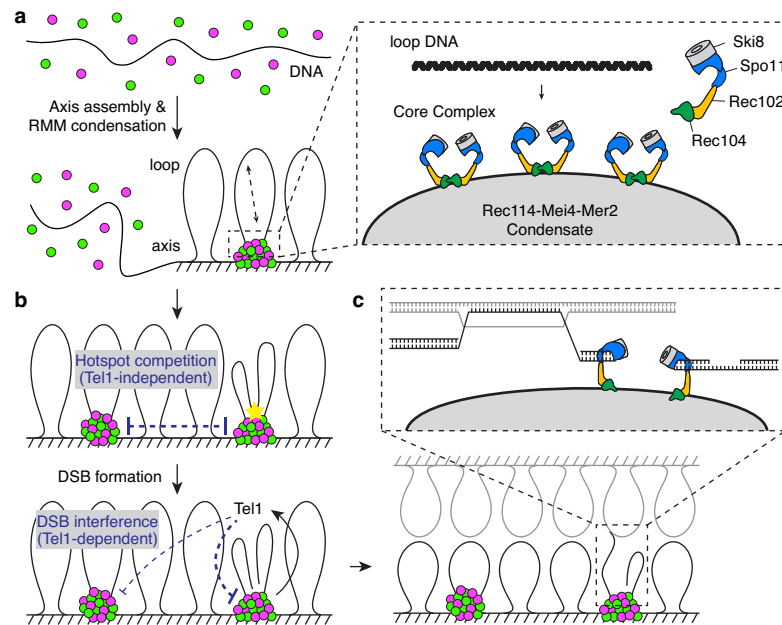 a
DNA
Axis assembly &
RMM condensation
loop
axis
loop DNA
Core Complex
Ski8
Spo11
Rec102
Rec104
Rec114-Mei4-Mer2
Condensate
b
Hotspot competition
(Tel1-independent)
DSB formation
DSB interference
(Tel1-dependent)
Tel1
c